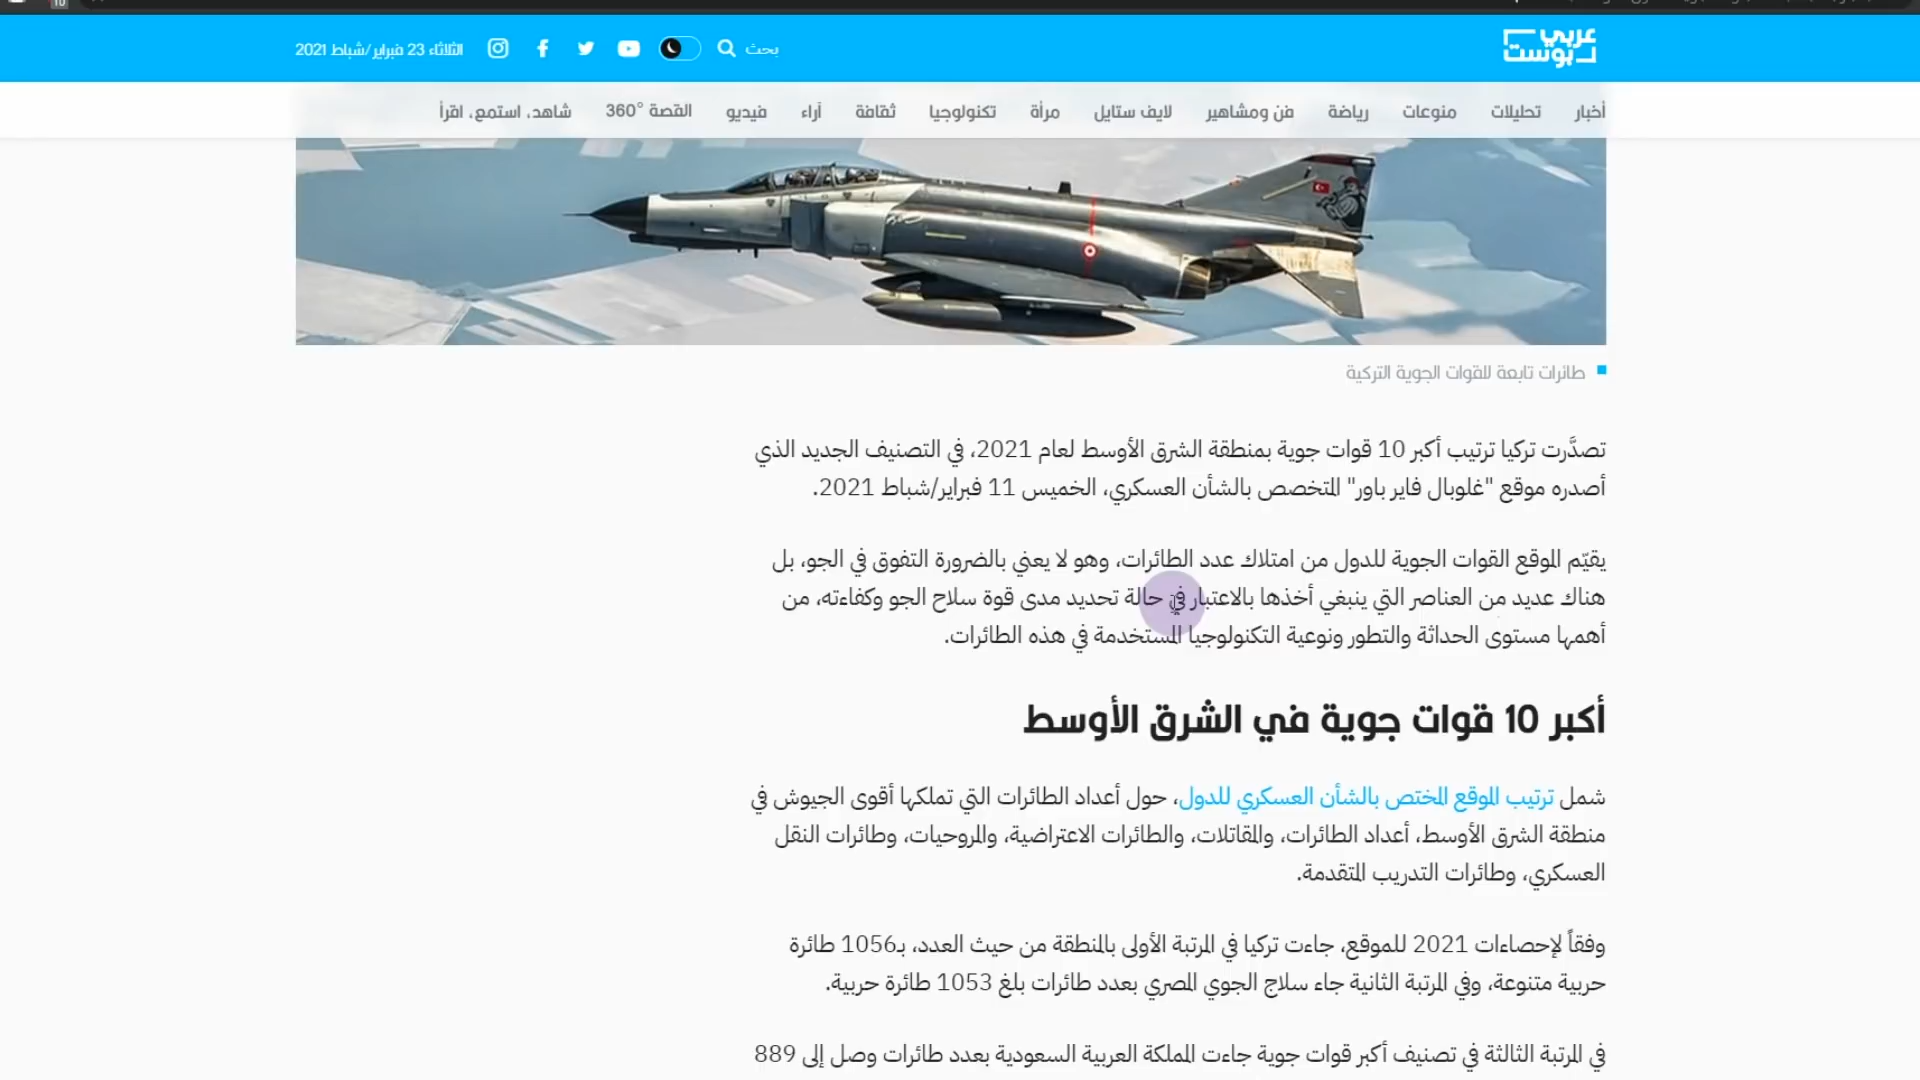 عربي بوست
بحث
الثلاثاء 23 فبراير/شباط 2021
أخبار تحليلات منوعات رياضة فن ومشاهير لايف ستايل مرأة تكنولوجيا ثقافة آراء فيديو القصة °360 شاهد، استمع، اقرأ
طائرات تابعة للقوات الجوية التركية
تصدَّرت تركيا ترتيب أكبر 10 قوات جوية بمنطقة الشرق الأوسط لعام 2021، في التصنيف الجديد الذي
أصدره موقع "غلوبال فاير باور" المتخصص بالشأن العسكري، الخميس 11 فبراير/شباط 2021.
يقيّم الموقع القوات الجوية للدول من امتلاك عدد الطائرات، وهو لا يعني بالضرورة التفوق في الجو، بل
هناك عديد من العناصر التي ينبغي أخذها بالاعتبار في حالة تحديد مدى قوة سلاح الجو وكفاءته، من
أهمها مستوى الحداثة والتطور ونوعية التكنولوجيا المستخدمة في هذه الطائرات.
أكبر 10 قوات جوية في الشرق الأوسط
شمل ترتيب الموقع المختص بالشأن العسكري للدول، حول أعداد الطائرات التي تملكها أقوى الجيوش في
منطقة الشرق الأوسط، أعداد الطائرات، والمقاتلات، والطائرات الاعتراضية، والمروحيات، وطائرات النقل
العسكري، وطائرات التدريب المتقدمة.
وفقاً لإحصاءات 2021 للموقع، جاءت تركيا في المرتبة الأولى بالمنطقة من حيث العدد، بـ1056 طائرة
حربية متنوعة، وفي المرتبة الثانية جاء سلاج الجوي المصري بعدد طائرات بلغ 1053 طائرة حربية.
في المرتبة الثالثة في تصنيف أكبر قوات جوية جاءت المملكة العربية السعودية بعدد طائرات وصل إلى 889